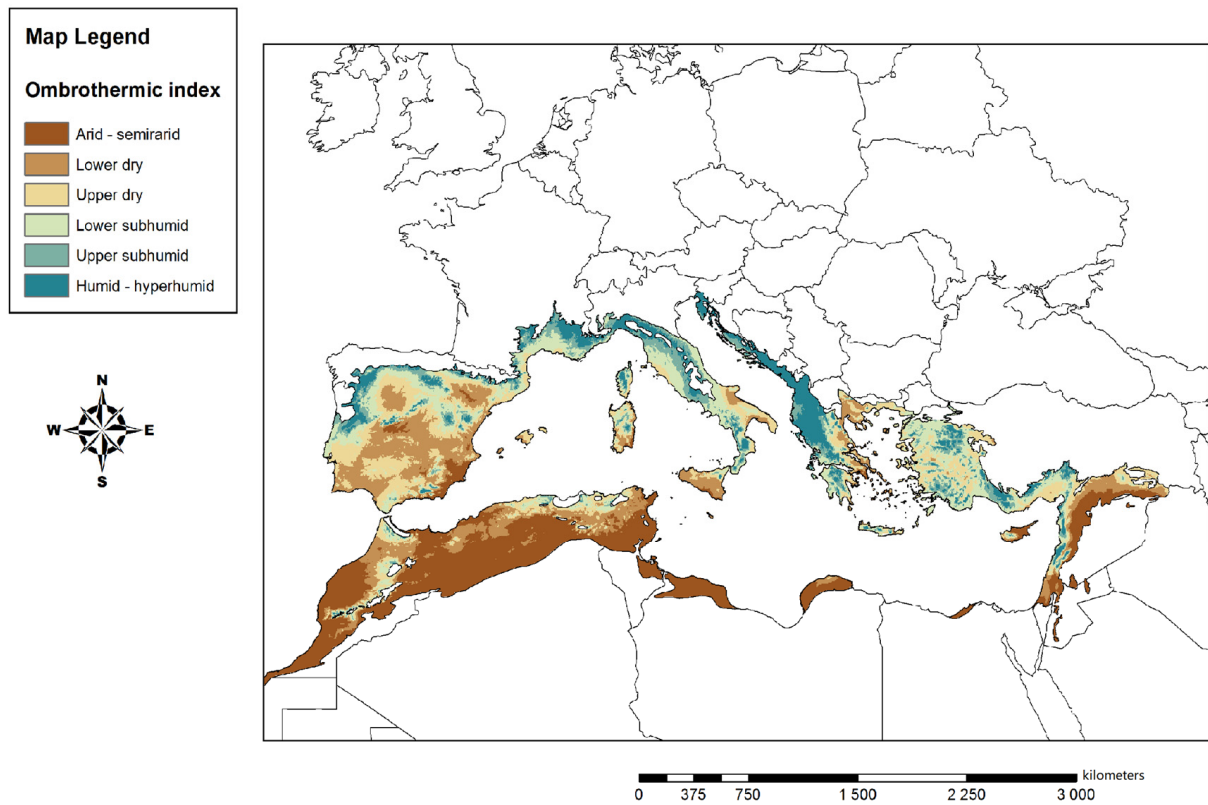 Map Legend
Ombrothermic index
Arid - semirarid
Lower dry
Upper dry
Lower subhumid
Upper subhumid
Humid - hyperhumid
N
W E
S
kilometers
0 375 750 1 500 2 250 3 000